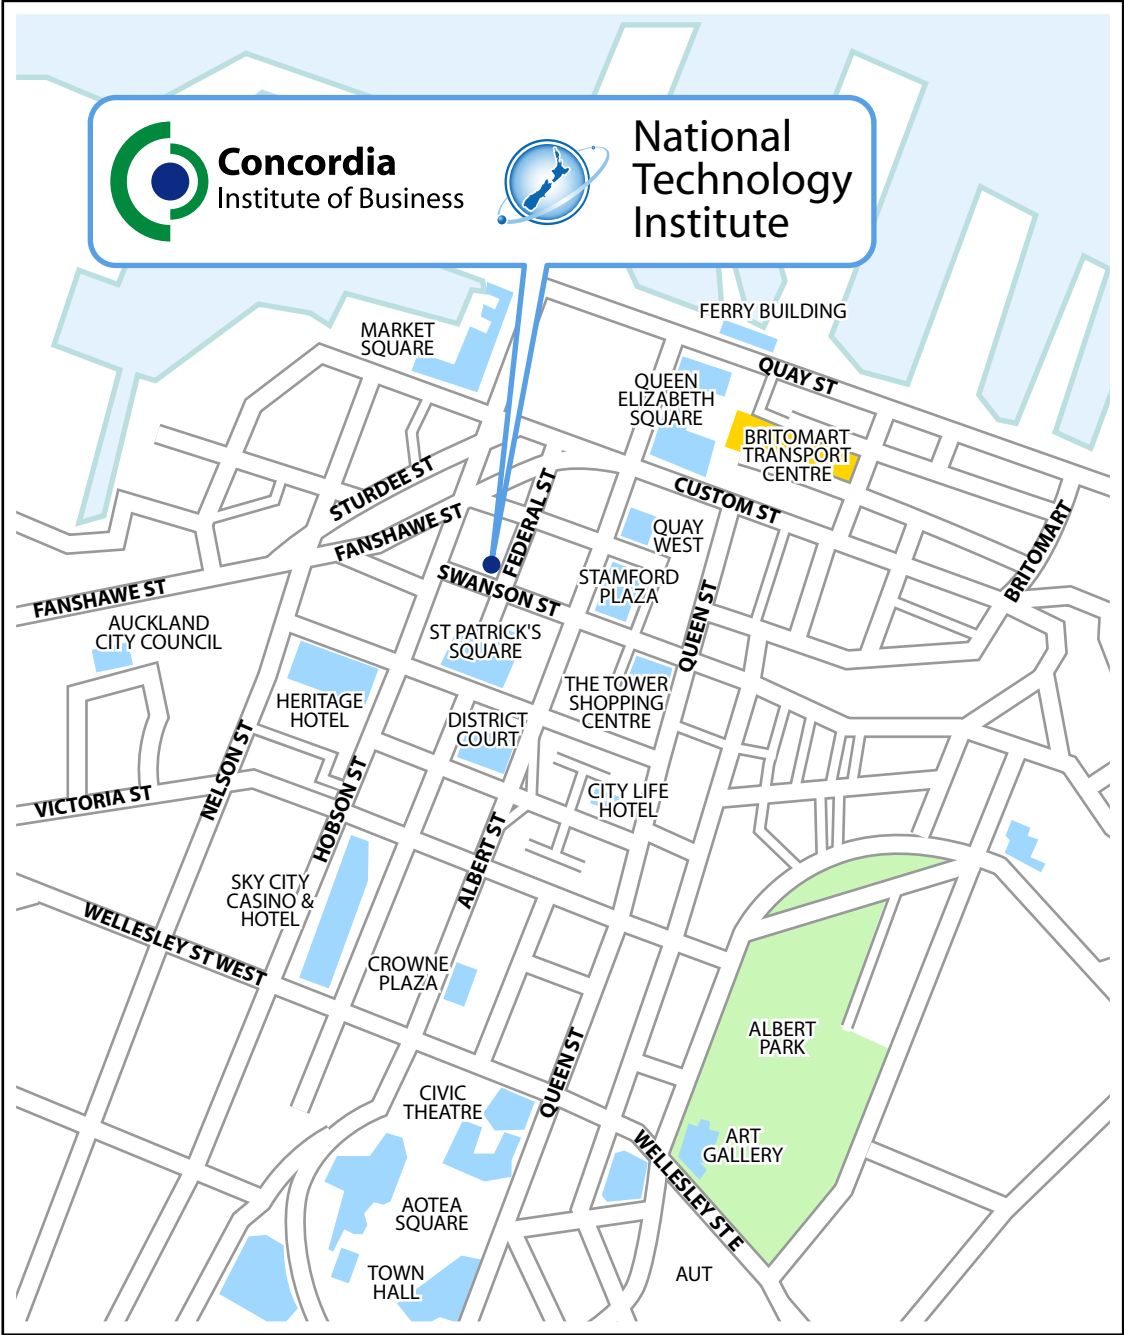 Concordia
Institute of Business
National
Technology
Institute
FERRY BUILDING
MARKET
SQUARE
QUAY ST
QUEEN
ELIZABETH
SQUARE
BRITOMART
TRANSPORT
CENTRE
STURDEE ST
CUSTOM ST
FEDERAL ST
FANSHAWE ST
QUAY
WEST
BRITOMART
SWANSON ST
STAMFORD
PLAZA
FANSHAWE ST
QUEEN ST
AUCKLAND
CITY COUNCIL
ST PATRICK'S
SQUARE
HERITAGE
HOTEL
THE TOWER
SHOPPING
CENTRE
DISTRICT
COURT
NELSON ST
HOBSON ST
CITY LIFE
HOTEL
VICTORIA ST
ALBERT ST
SKY CITY
CASINO &
HOTEL
WELLESLEY ST WEST
CROWNE
PLAZA
ALBERT
PARK
QUEEN ST
CIVIC
THEATRE
ART
GALLERY
WELLESLEY ST E
AOTEA
SQUARE
TOWN
HALL
AUT